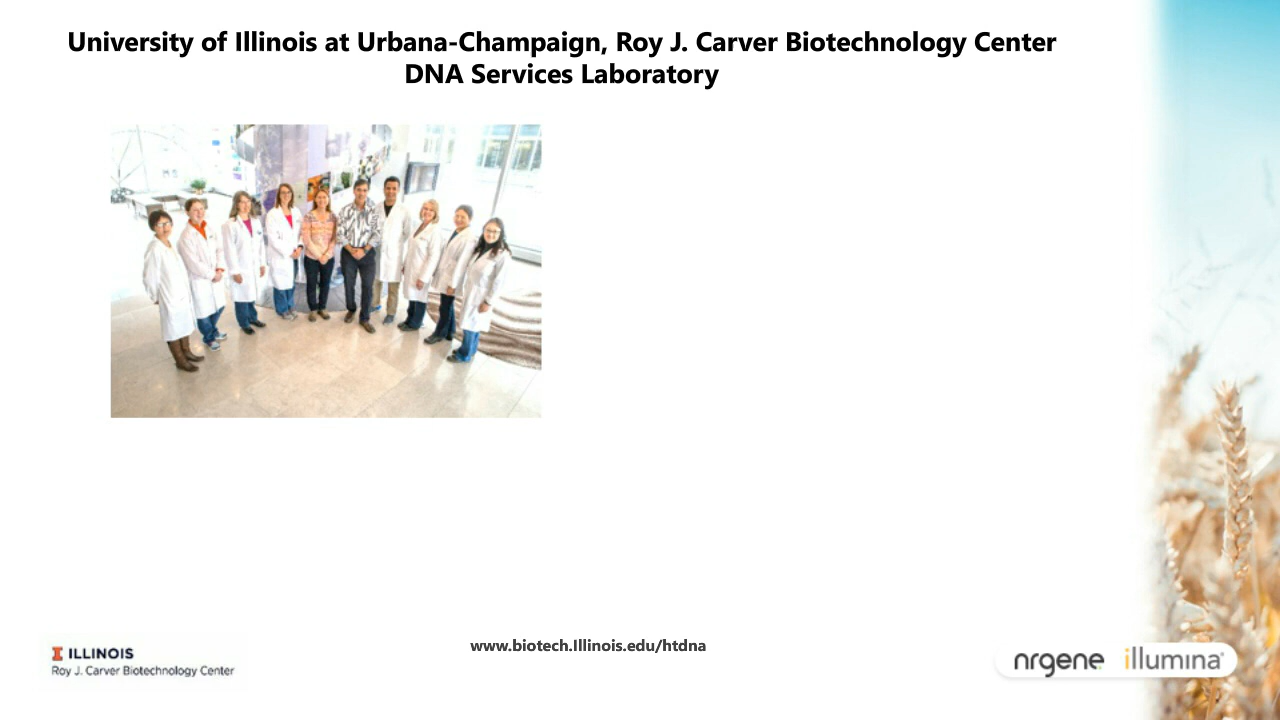 University of Illinois at Urbana-Champaign, Roy J. Carver Biotechnology Center
DNA Services Laboratory
www.biotech.Illinois.edu/htdna
I ILLINOIS
Roy J. Carver Biotechnology Center
nrgene illumina®